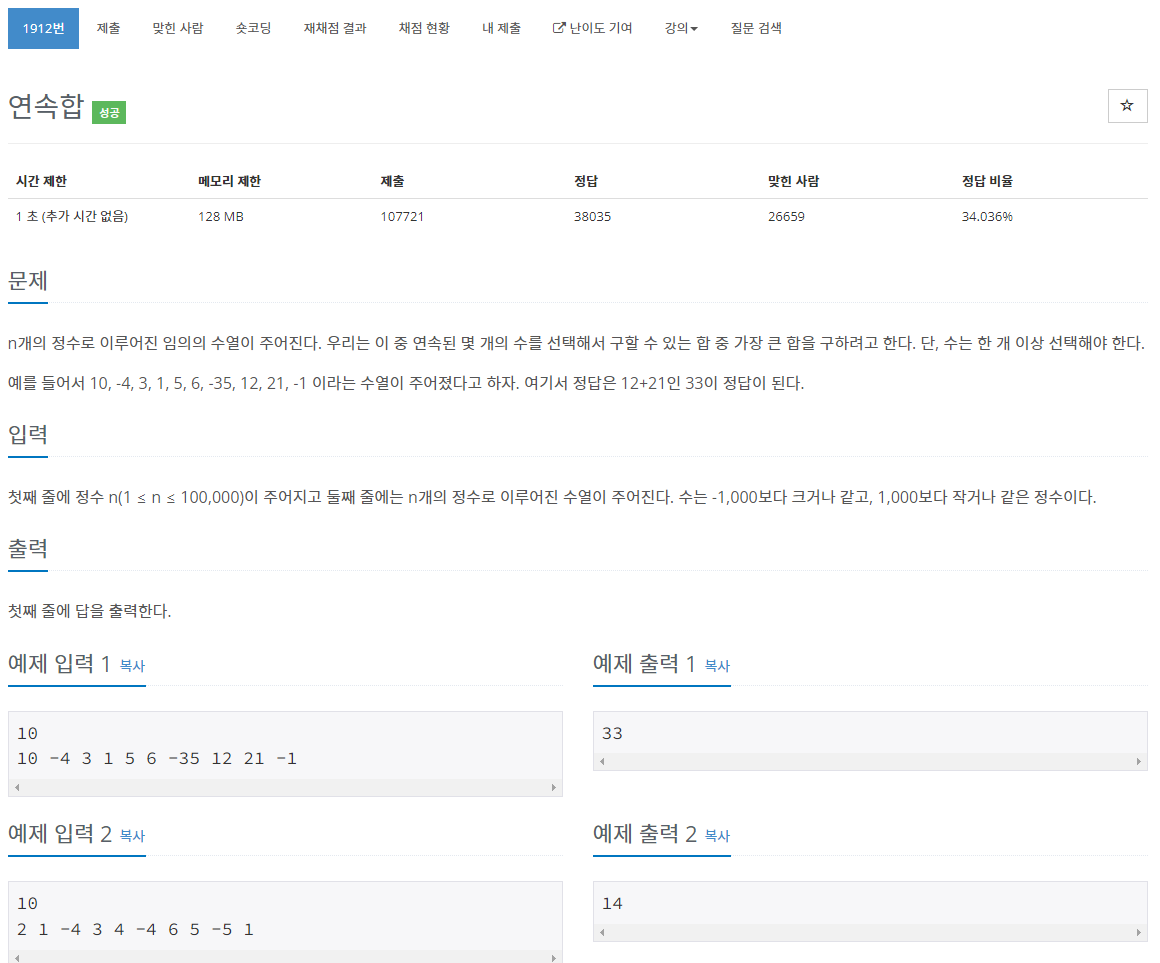 1912번 제출 맞힌 사람 숏코딩 재채점 결과 채점 현황 내 제출 난이도 기여 강의 질문 검색
연속합 성공
시간 제한 메모리 제한 제출 정답 맞힌 사람 정답 비율
1 초 (추가 시간 없음) 128 MB 107721 38035 26659 34.036%
문제
n개의 정수로 이루어진 임의의 수열이 주어진다. 우리는 이 중 연속된 몇 개의 수를 선택해서 구할 수 있는 합 중 가장 큰 합을 구하려고 한다. 단, 수는 한 개 이상 선택해야 한다.
예를 들어서 10, -4, 3, 1, 5, 6, -35, 12, 21, -1 이라는 수열이 주어졌다고 하자. 여기서 정답은 12+21인 33이 정답이 된다.
입력
첫째 줄에 정수 n(1 ≤ n ≤ 100,000)이 주어지고 둘째 줄에는 n개의 정수로 이루어진 수열이 주어진다. 수는 -1,000보다 크거나 같고, 1,000보다 작거나 같은 정수이다.
출력
첫째 줄에 답을 출력한다.
예제 입력 1 복사
10
10 -4 3 1 5 6 -35 12 21 -1
예제 출력 1 복사
33
예제 입력 2 복사
10
2 1 -4 3 4 -4 6 5 -5 1
예제 출력 2 복사
14